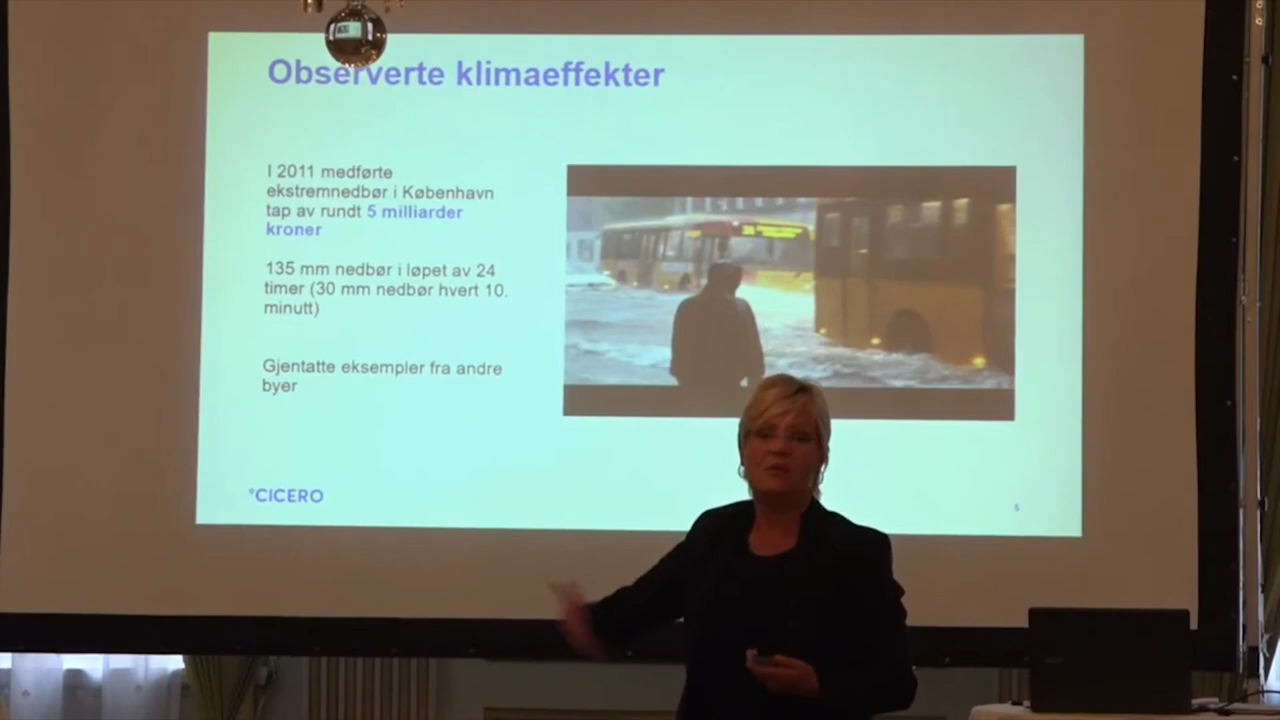 Observerte klimaeffekter
I 2011 medførte
ekstremnedbør i København
tap av rundt 5 milliarder
kroner
135 mm nedbør i løpet av 24
timer (30 mm nedbør hvert 10.
minutt)
Gjentatte eksempler fra andre
byer
°CICERO